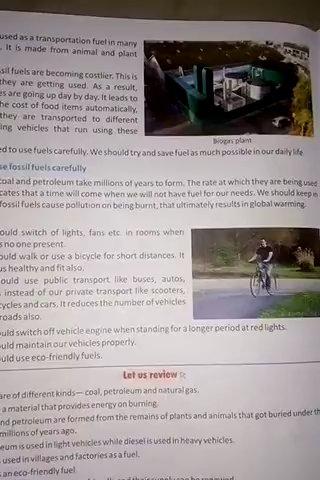 used as a transportation fuel in many
. It is made from animal and plant
sil fuels are becoming costlier. This is
they are getting used. As a result,
es are going up day by day. It leads to
he cost of food items automatically,
they are transported to different
ing vehicles that run using these
Biogas plant
ed to use fuels carefully. We should try and save fuel as much possible in our daily life
se fossil fuels carefully
coal and petroleum take millions of years to form. The rate at which they are being used
cates that a time will come when we will not have fuel for our needs. We should keep in
fossil fuels cause pollution on being burnt, that ultimately results in global warming.
ould switch of lights, fans etc. in rooms when
s no one present.
ould walk or use a bicycle for short distances. It
us healthy and fit also.
ould use public transport like buses, autos,
instead of our private transport like scooters,
cycles and cars. It reduces the number of vehicles
roads also.
ould switch off vehicle engine when standing for a longer period at red lights.
ould maintain our vehicles properly.
ould use eco-friendly fuels.
Let us review
are of different kinds— coal, petroleum and natural gas.
a material that provides energy on burning.
nd petroleum are formed from the remains of plants and animals that got buried under th
millions of years ago.
eum is used in light vehicles while diesel is used in heavy vehicles.
used in villages and factories as a fuel.
an eco-friendly fuel.